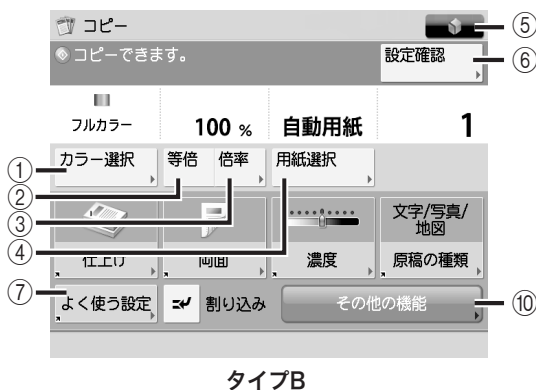 コピー
コピーできます。
設定確認
フルカラー
100 %
自動用紙
1
カラー選択
等倍
倍率
用紙選択
仕上げ
両面
濃度
文字/写真/
地図
原稿の種類
よく使う設定
割り込み
その他の機能
①
②
③
④
⑦
⑤
⑥
⑩
タイプB